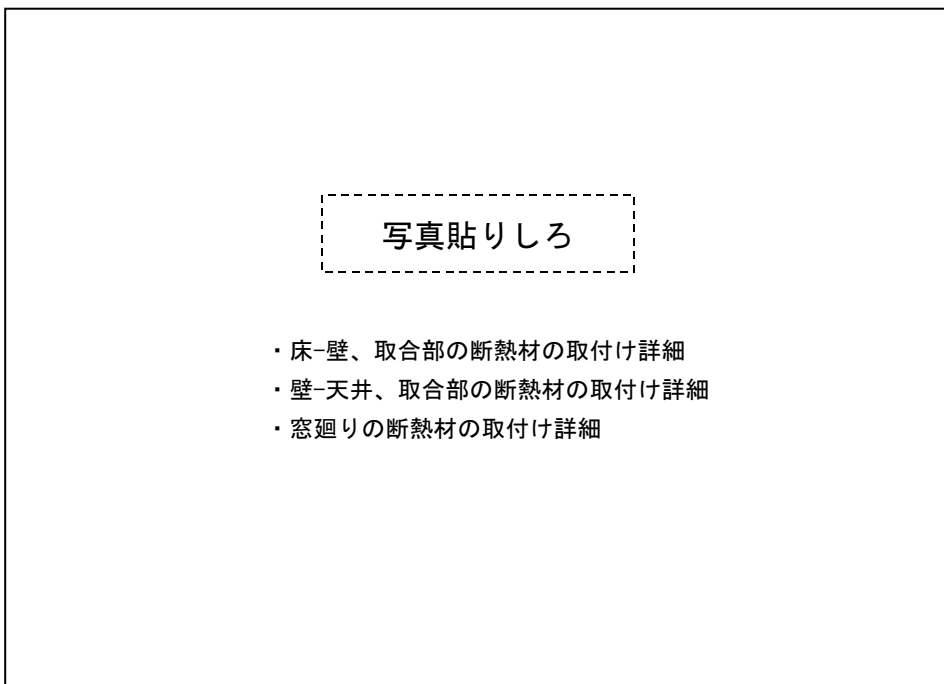 写真貼りしろ
・床-壁、取合部の断熱材の取付け詳細
・壁-天井、取合部の断熱材の取付け詳細
・窓廻りの断熱材の取付け詳細